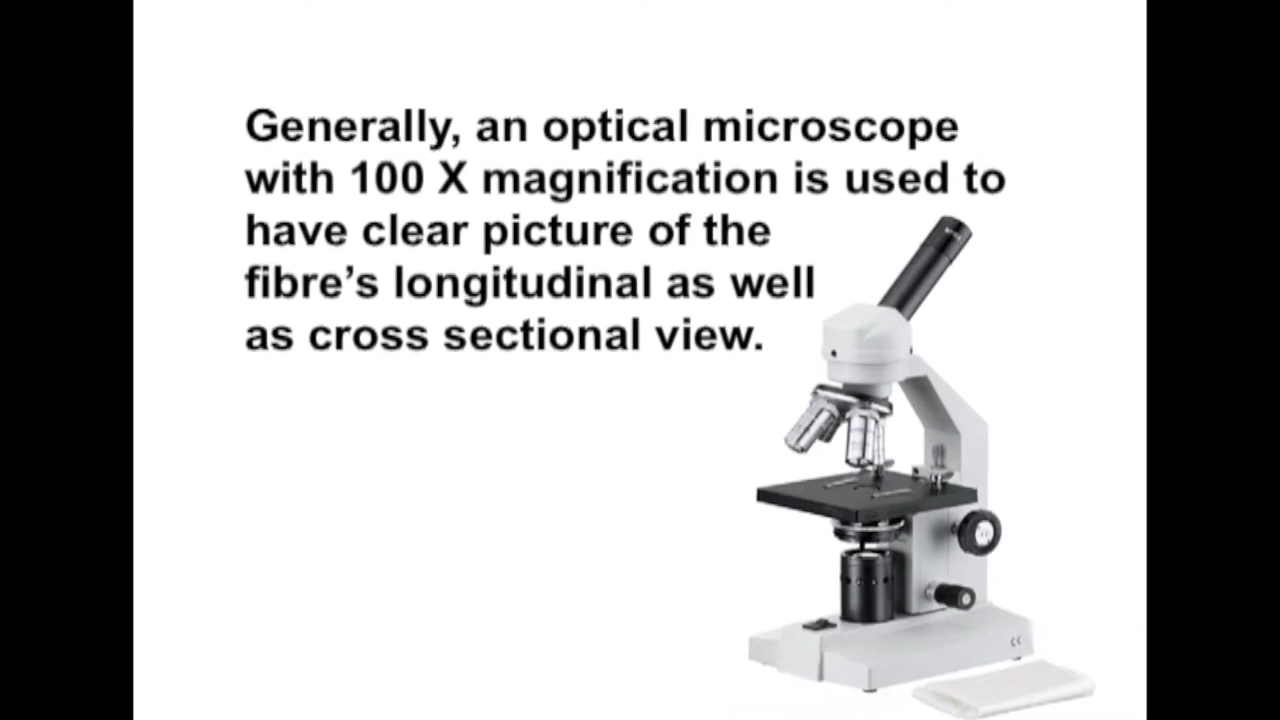 Generally, an optical microscope
with 100 X magnification is used to
have clear picture of the
fibre’s longitudinal as well
as cross sectional view.